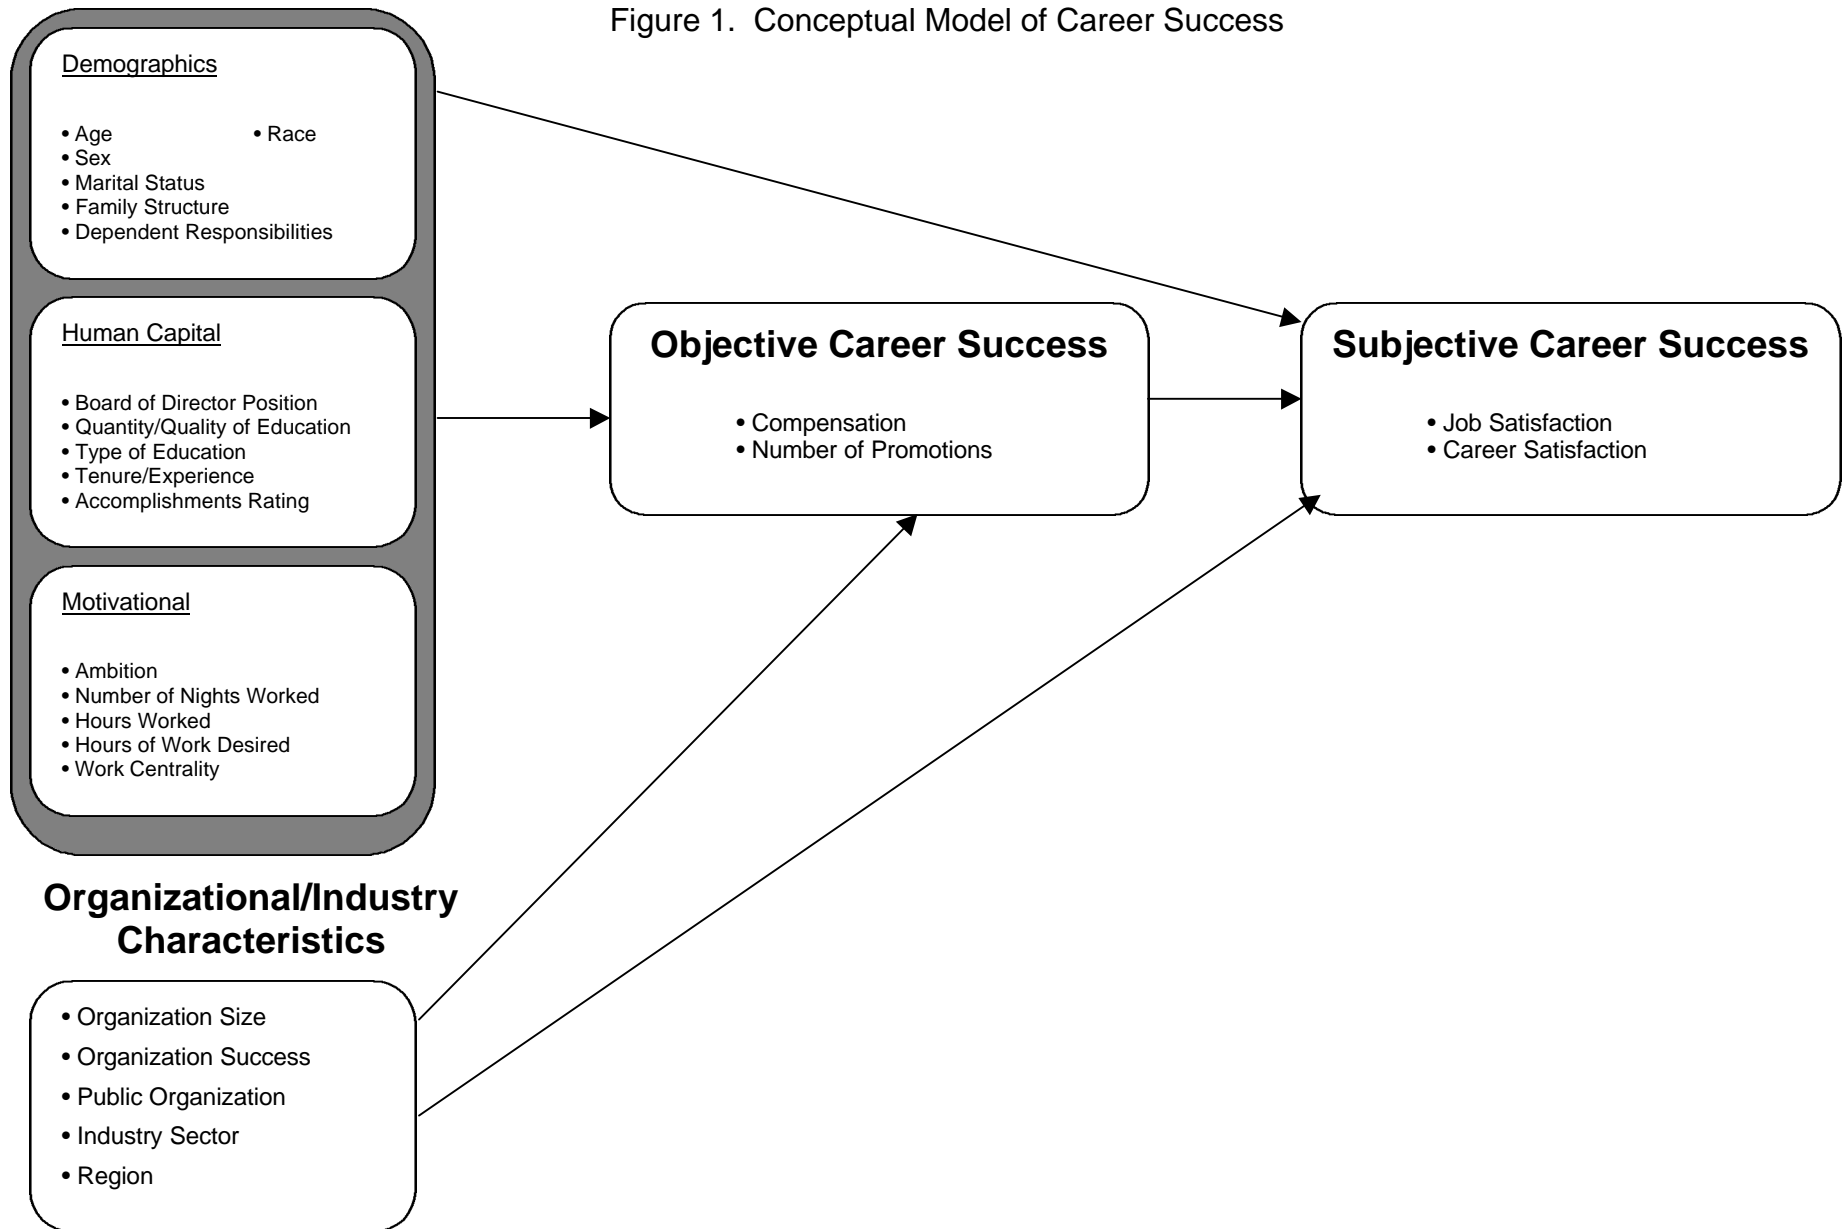 Figure 1. Conceptual Model of Career Success
Demographics
• Age • Race
• Sex
• Marital Status
• Family Structure
• Dependent Responsibilities
Human Capital
• Board of Director Position
• Quantity/Quality of Education
• Type of Education
• Tenure/Experience
• Accomplishments Rating
Motivational
• Ambition
• Number of Nights Worked
• Hours Worked
• Hours of Work Desired
• Work Centrality
Objective Career Success
• Compensation
• Number of Promotions
Subjective Career Success
• Job Satisfaction
• Career Satisfaction
Organizational/Industry
Characteristics
• Organization Size
• Organization Success
• Public Organization
• Industry Sector
• Region